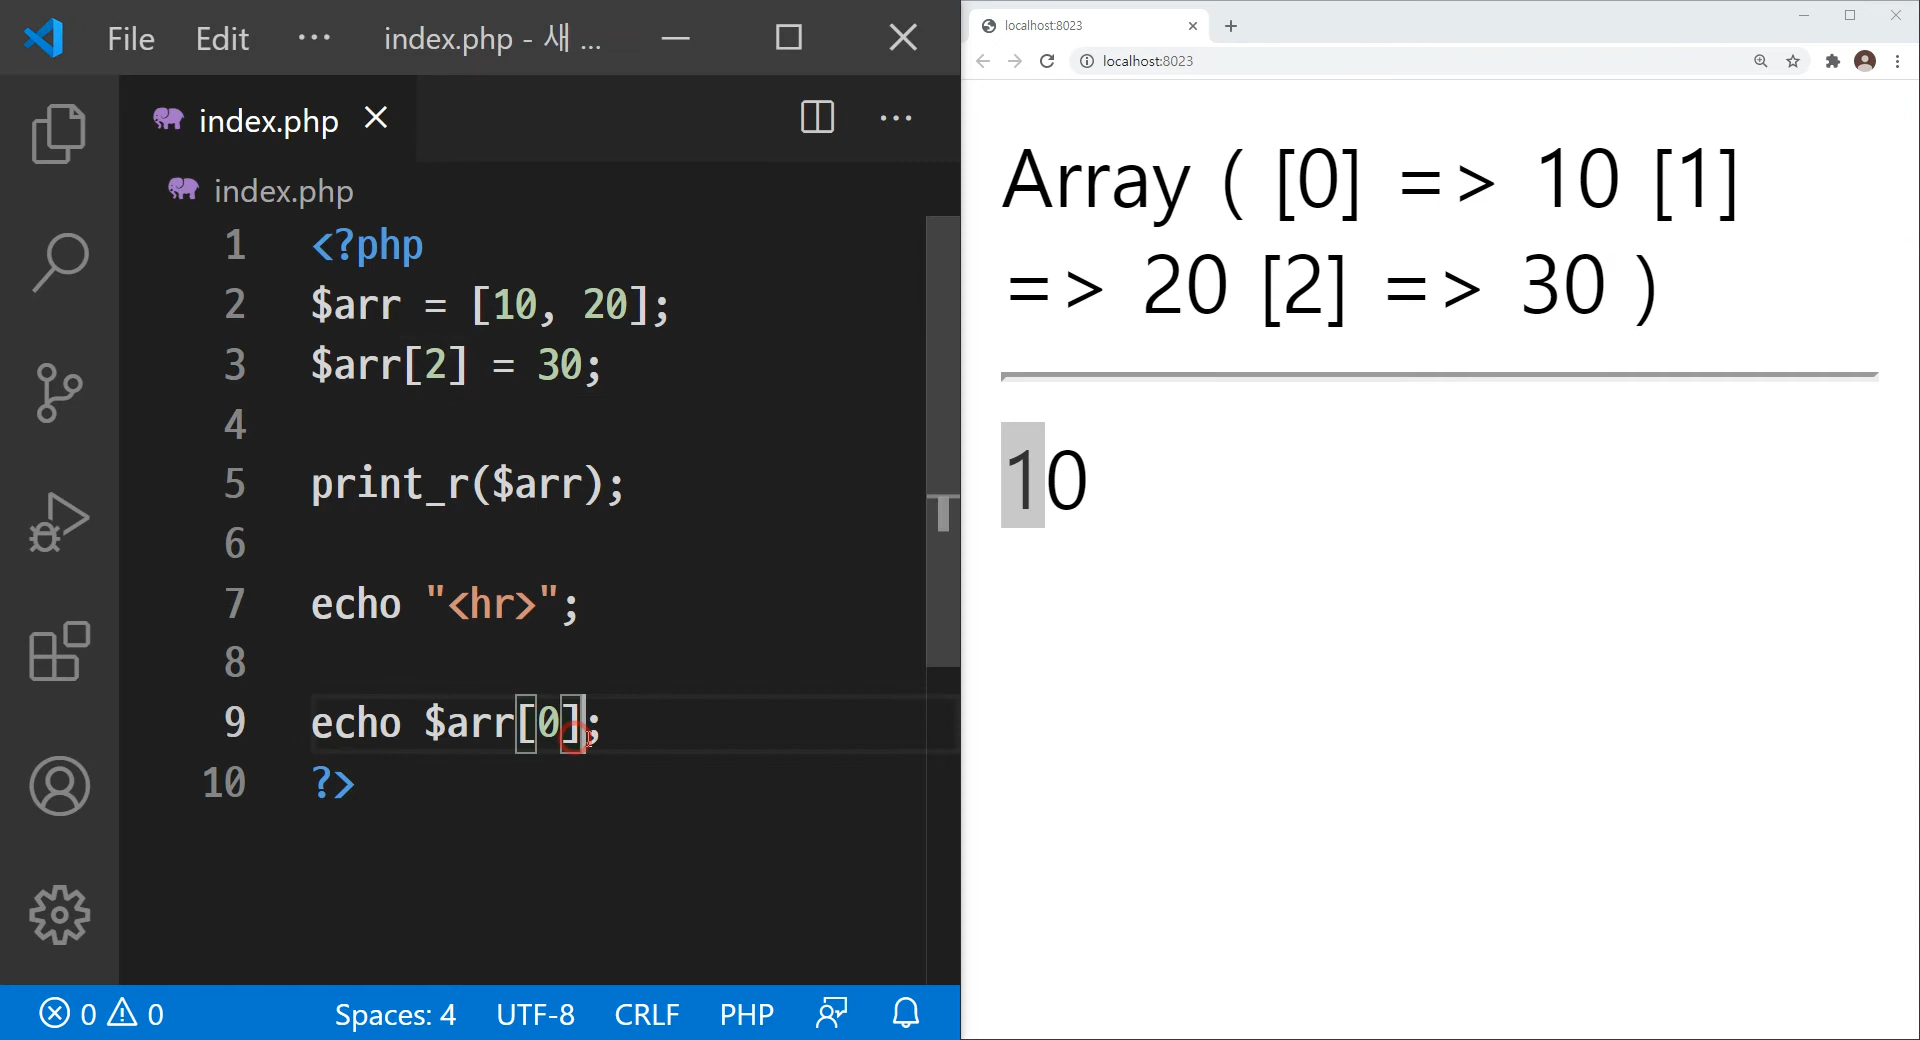 File Edit ··· index.php - 새 ...
index.php
index.php
1 <?php
2 $arr = [10, 20];
3 $arr[2] = 30;
4
5 print_r($arr);
6
7 echo "<hr>";
8
9 echo $arr[0];
10 ?>
0 0 Spaces: 4 UTF-8 CRLF PHP
localhost:8023
localhost:8023
Array ( [0] => 10 [1]
=> 20 [2] => 30 )
10